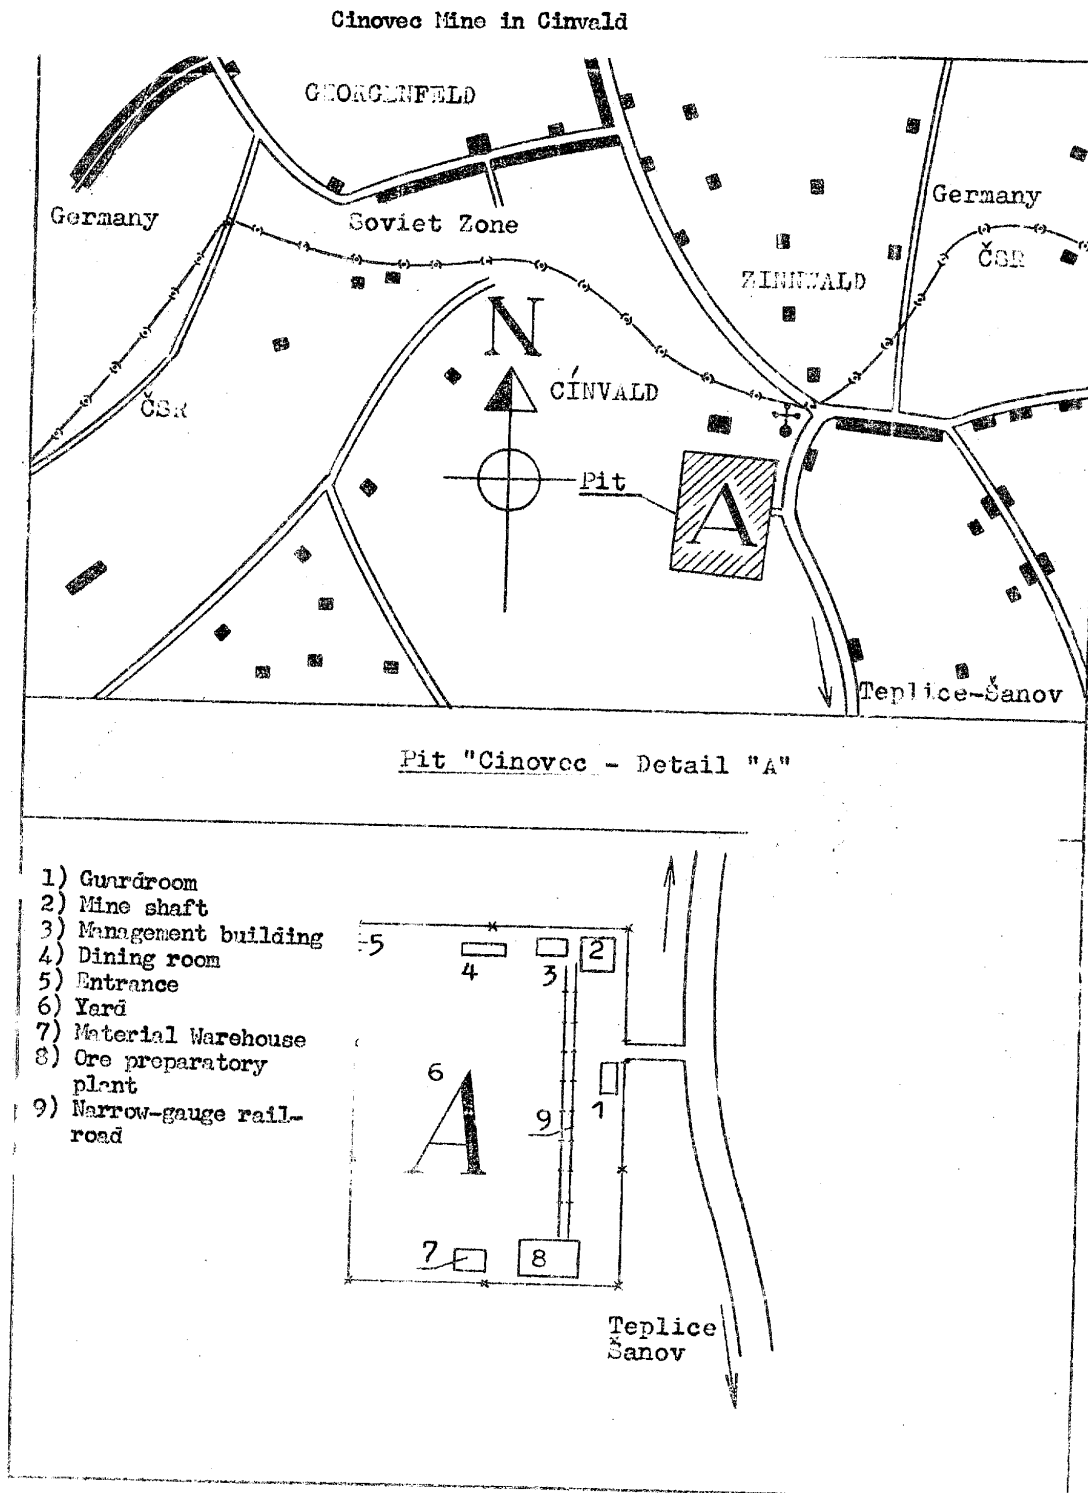 Cinovec Mine in Cinvald
GEORGENFELD
Germany
Soviet Zone
Germany
ČSR
ZINNWALD
N
CÍNVALD
ČSR
Pit
A
Teplice-Šanov
Pit "Cinovec - Detail "A"
1) Guardroom
2) Mine shaft
3) Management building
4) Dining room
5) Entrance
6) Yard
7) Material Warehouse
8) Ore preparatory
plant
9) Narrow-gauge rail-
road
5
4
3
2
6
A
9
1
7
8
Teplice
Šanov